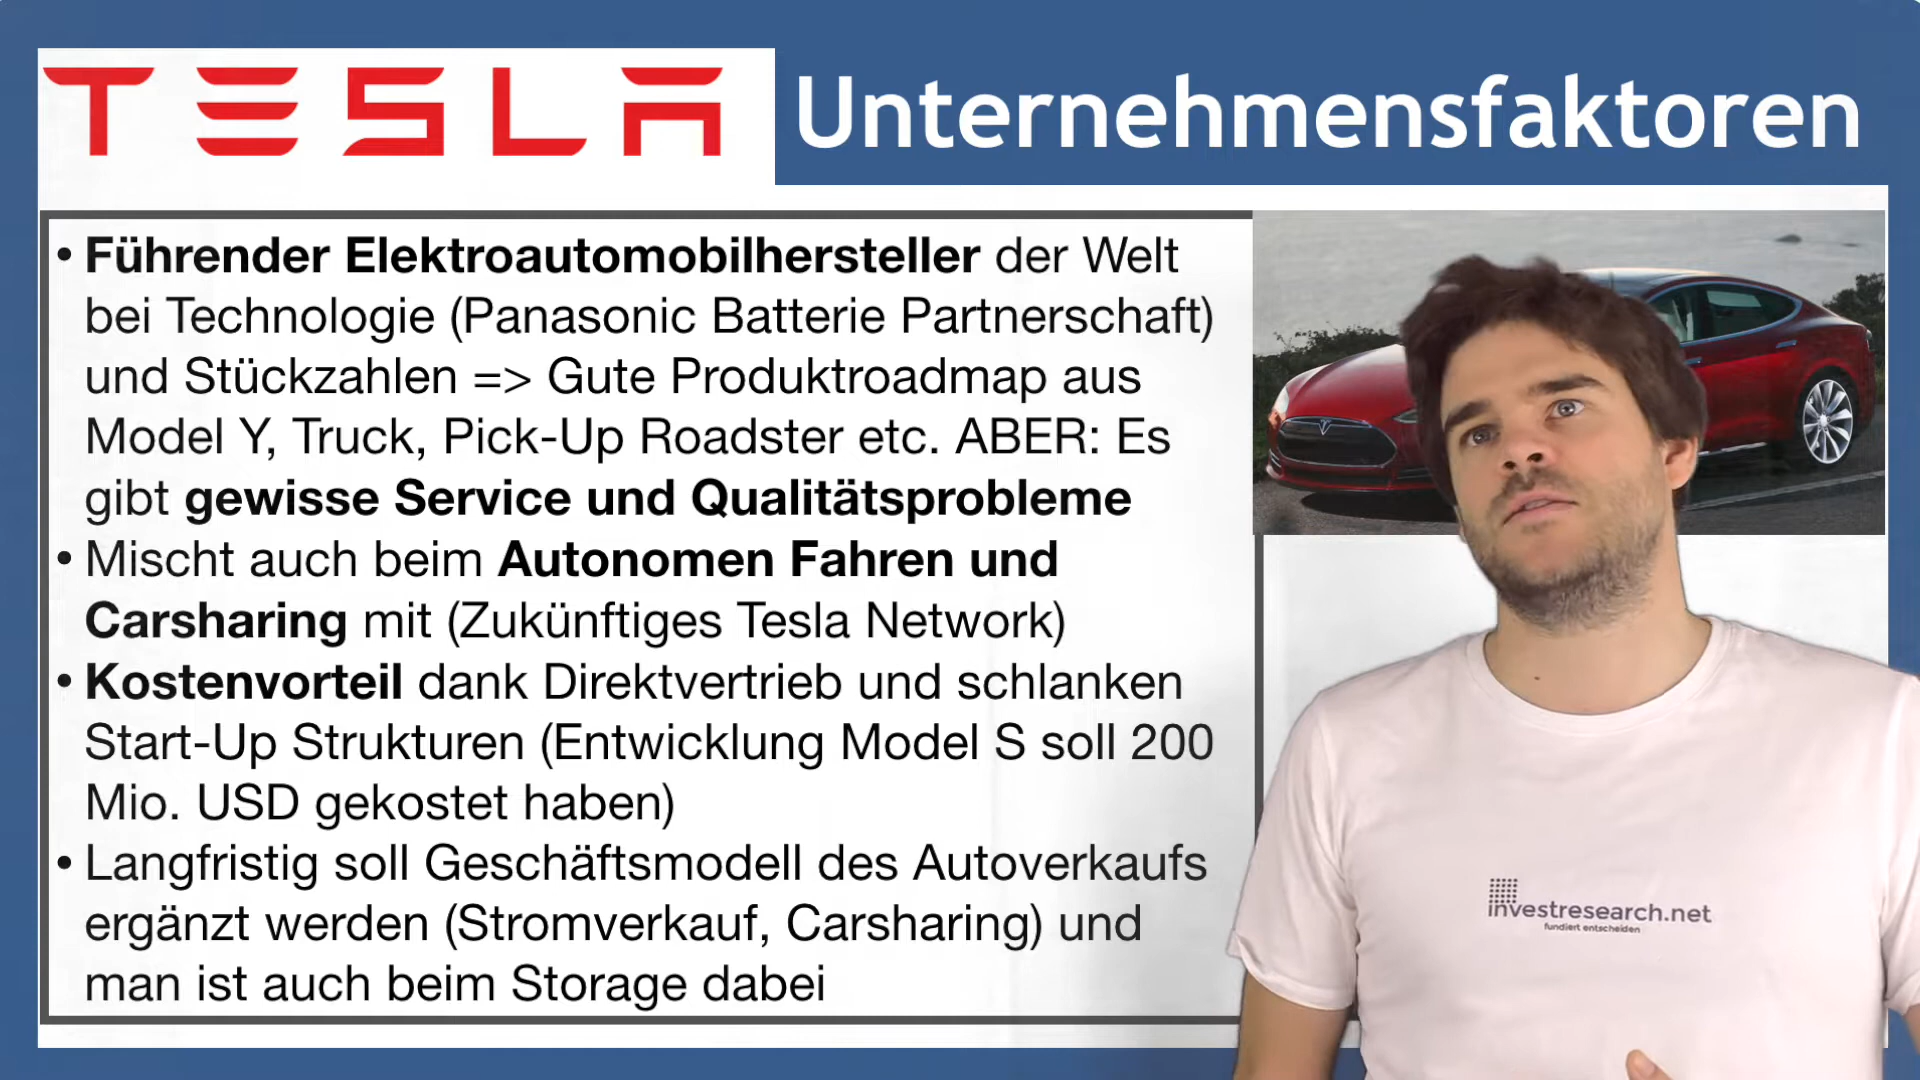 TESLA Unternehmensfaktoren
• Führender Elektroautomobilhersteller der Welt
bei Technologie (Panasonic Batterie Partnerschaft)
und Stückzahlen => Gute Produktroadmap aus
Model Y, Truck, Pick-Up Roadster etc. ABER: Es
gibt gewisse Service und Qualitätsprobleme
• Mischt auch beim Autonomen Fahren und
Carsharing mit (Zukünftiges Tesla Network)
• Kostenvorteil dank Direktvertrieb und schlanken
Start-Up Strukturen (Entwicklung Model S soll 200
Mio. USD gekostet haben)
• Langfristig soll Geschäftsmodell des Autoverkaufs
ergänzt werden (Stromverkauf, Carsharing) und
man ist auch beim Storage dabei
investresearch.net
fundiert entscheiden